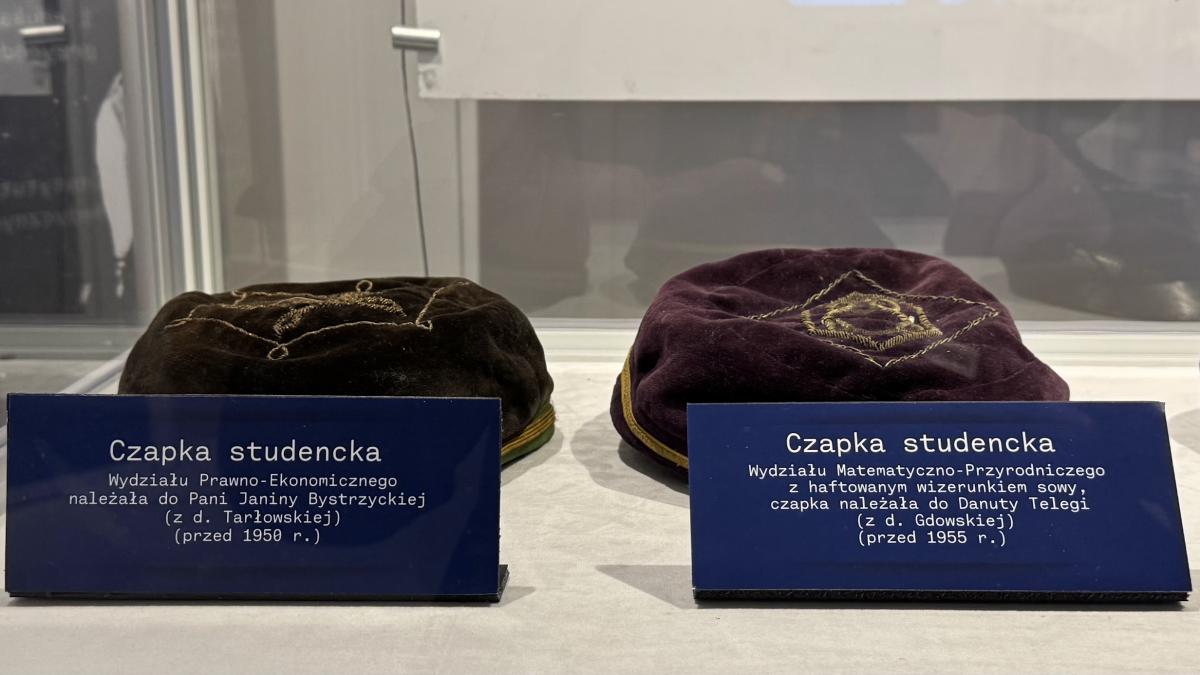 Czapka studencka
Wydziału Prawno-Ekonomicznego
należała do Pani Janiny Bystrzyckiej
(z d. Tarłowskiej)
(przed 1950 r.)
Czapka studencka
Wydziału Matematyczno-Przyrodniczego
z haftowanym wizerunkiem sowy,
czapka należała do Danuty Telegi
(z d. Gdowskiej)
(przed 1955 r.)